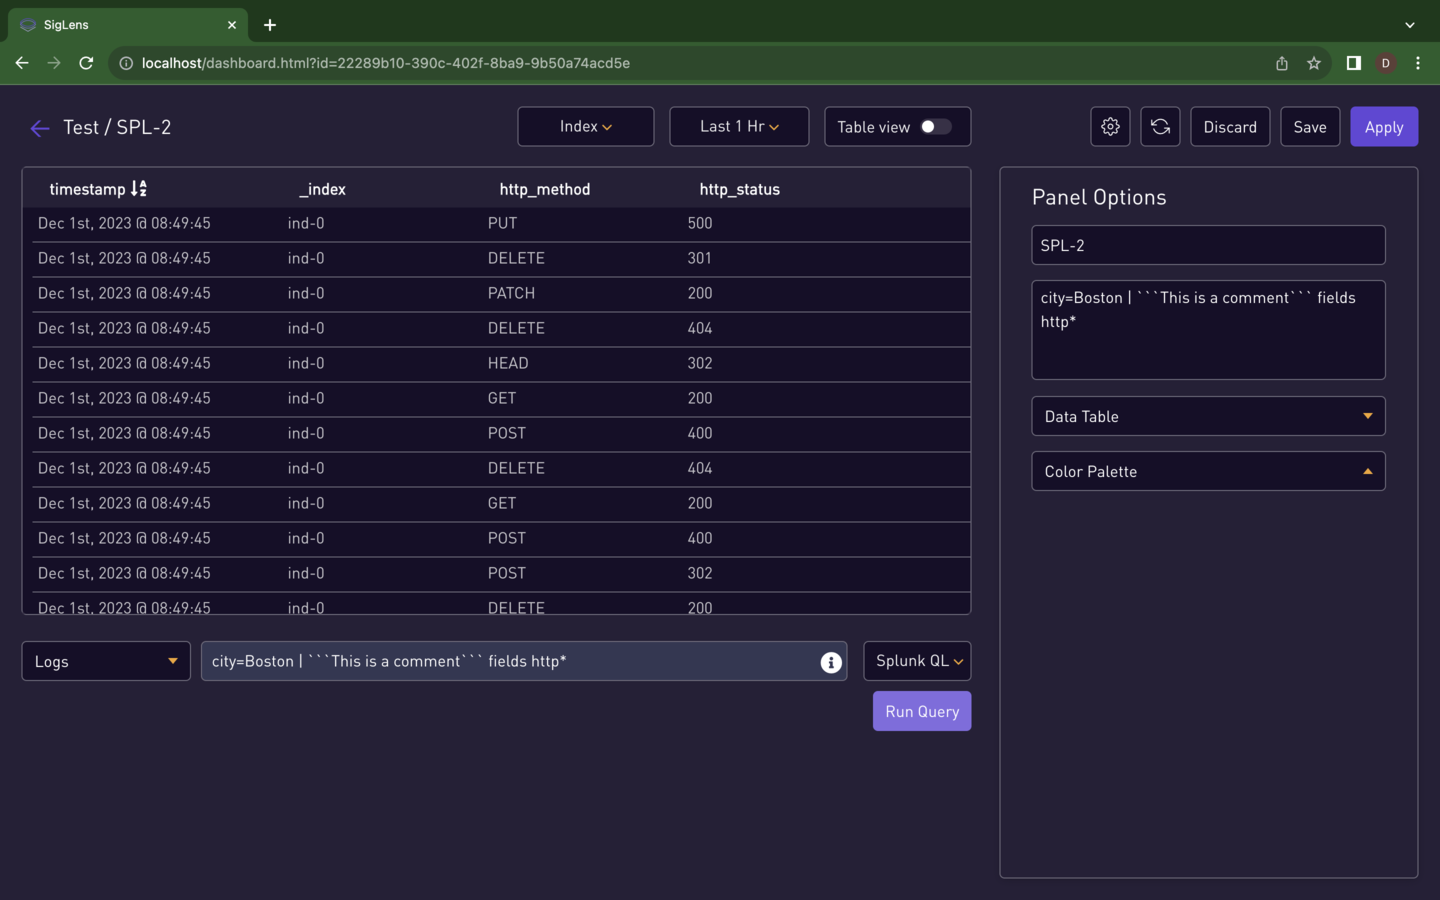 SigLens
localhost/dashboard.html?id=22289b10-390c-402f-8ba9-9b50a74acd5e
D
Test / SPL-2
Index
Last 1 Hr
Table view
Discard
Save
Apply
timestamp _index http_method http_status
Dec 1st, 2023 @ 08:49:45 ind-0 PUT 500
Dec 1st, 2023 @ 08:49:45 ind-0 DELETE 301
Dec 1st, 2023 @ 08:49:45 ind-0 PATCH 200
Dec 1st, 2023 @ 08:49:45 ind-0 DELETE 404
Dec 1st, 2023 @ 08:49:45 ind-0 HEAD 302
Dec 1st, 2023 @ 08:49:45 ind-0 GET 200
Dec 1st, 2023 @ 08:49:45 ind-0 POST 400
Dec 1st, 2023 @ 08:49:45 ind-0 DELETE 404
Dec 1st, 2023 @ 08:49:45 ind-0 GET 200
Dec 1st, 2023 @ 08:49:45 ind-0 POST 400
Dec 1st, 2023 @ 08:49:45 ind-0 POST 302
Dec 1st, 2023 @ 08:49:45 ind-0 DELETE 200
Logs
city=Boston | ```This is a comment``` fields http*
Splunk QL
Run Query
Panel Options
SPL-2
city=Boston | ```This is a comment``` fields
http*
Data Table
Color Palette